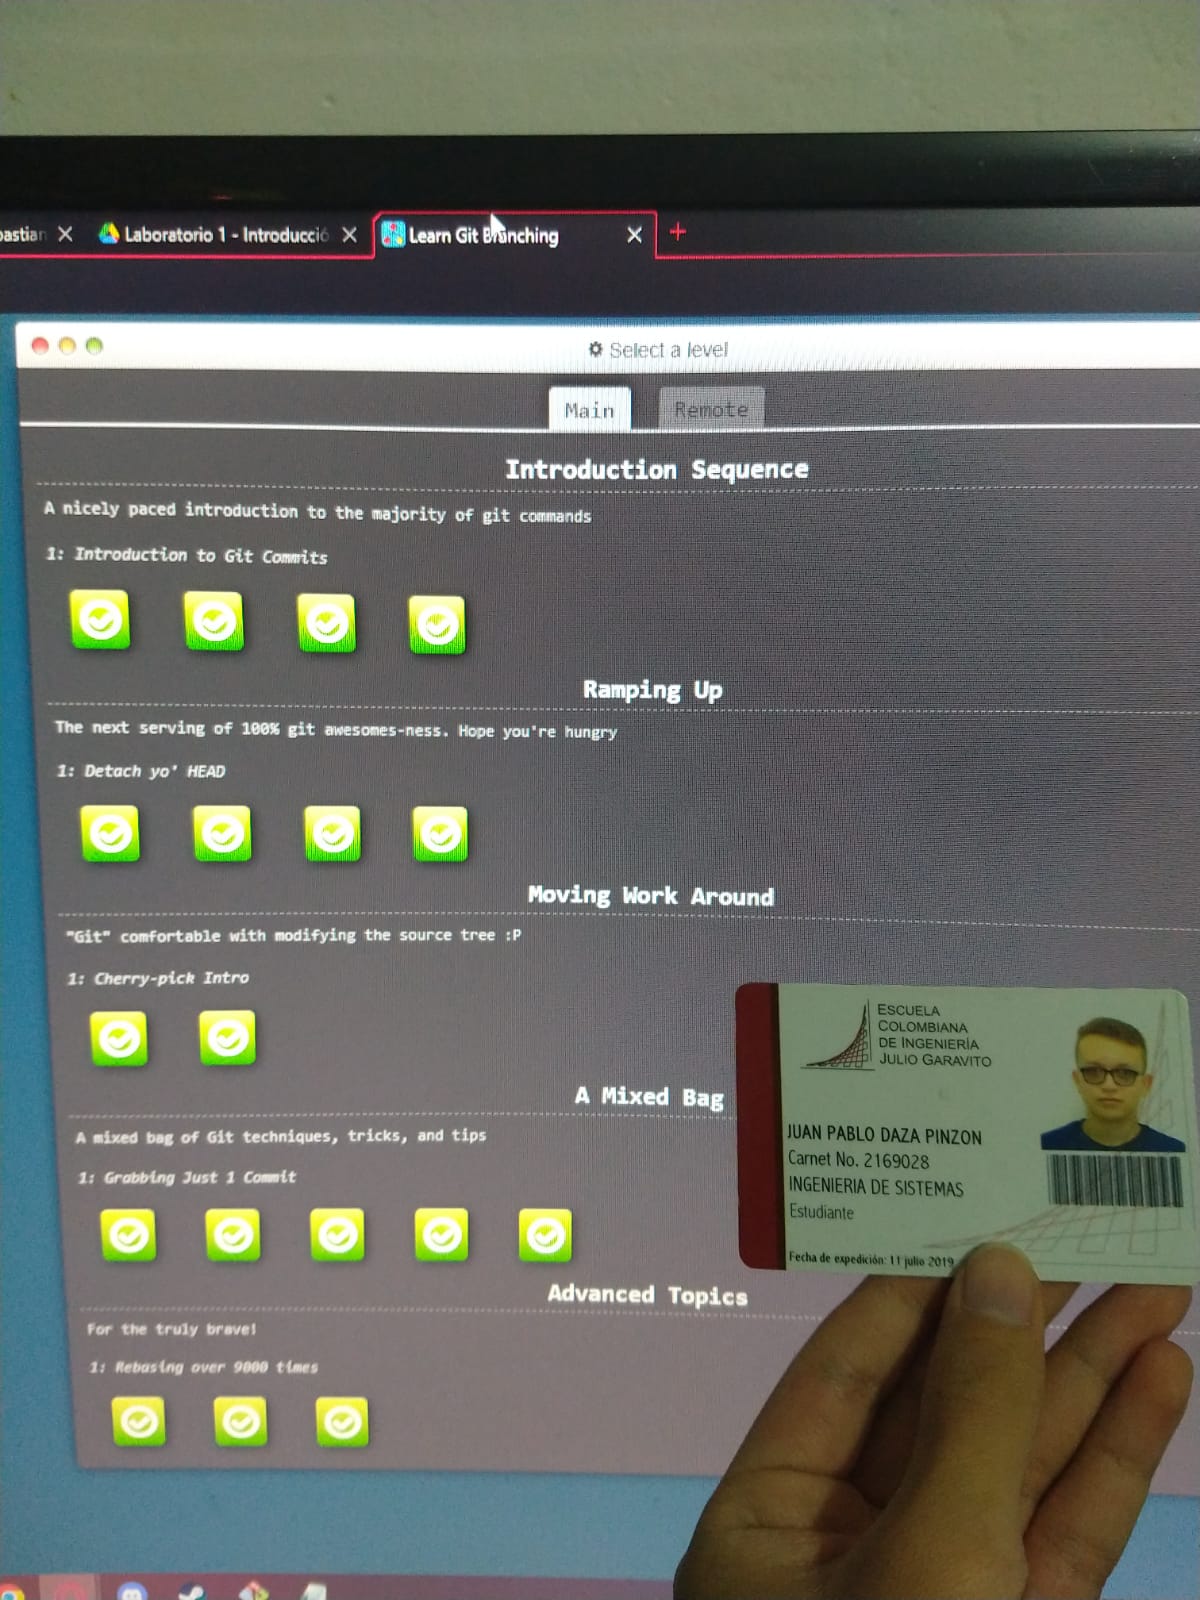 Laboratorio 1 - Introducció
Learn Git Branching
Select a level
Main
Remote
Introduction Sequence
A nicely paced introduction to the majority of git commands
1: Introduction to Git Commits
Ramping Up
The next serving of 100% git awesomes-ness. Hope you're hungry
1: Detach yo' HEAD
Moving Work Around
"Git" comfortable with modifying the source tree :P
1: Cherry-pick Intro
A Mixed Bag
A mixed bag of Git techniques, tricks, and tips
1: Grabbing Just 1 Commit
Advanced Topics
For the truly brave!
1: Rebasing over 9000 times
ESCUELA
COLOMBIANA
DE INGENIERÍA
JULIO GARAVITO
JUAN PABLO DAZA PINZON
Carnet No. 2169028
INGENIERIA DE SISTEMAS
Estudiante
Fecha de expedición: 11 julio 2019